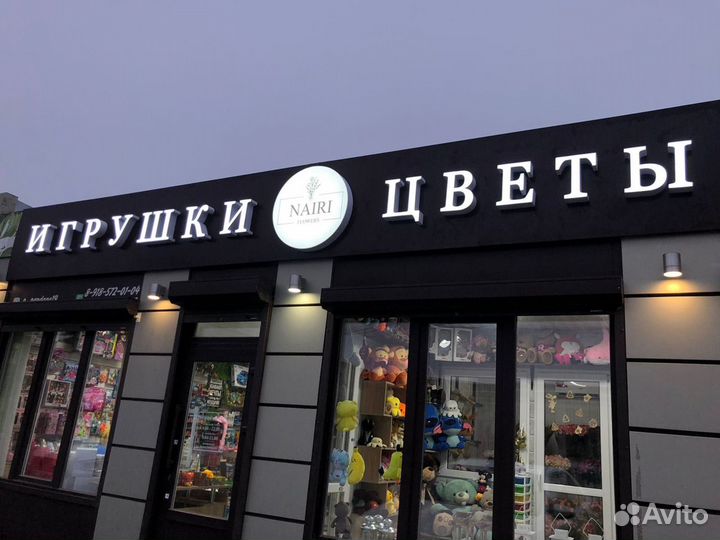 ИГРУШКИ
NAIRI
FLOWERS
ЦВЕТЫ
8-918-572-01-04
Avito